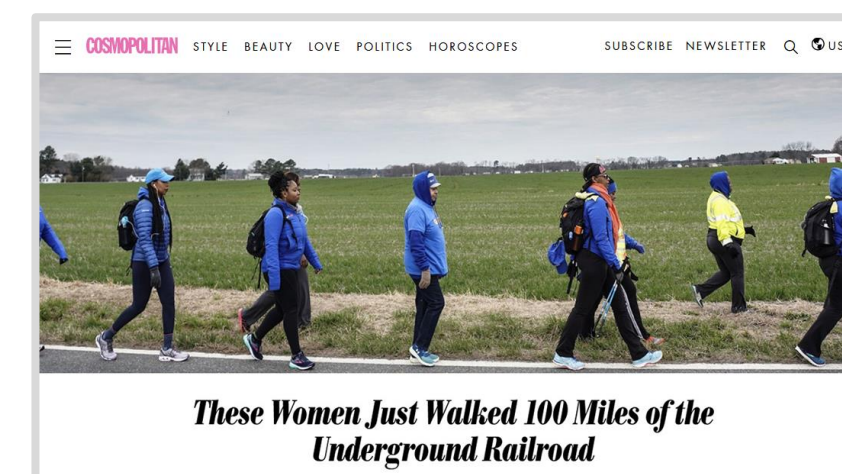 COSMOPOLITAN STYLE BEAUTY LOVE POLITICS HOROSCOPES SUBSCRIBE NEWSLETTER US
These Women Just Walked 100 Miles of the
Underground Railroad